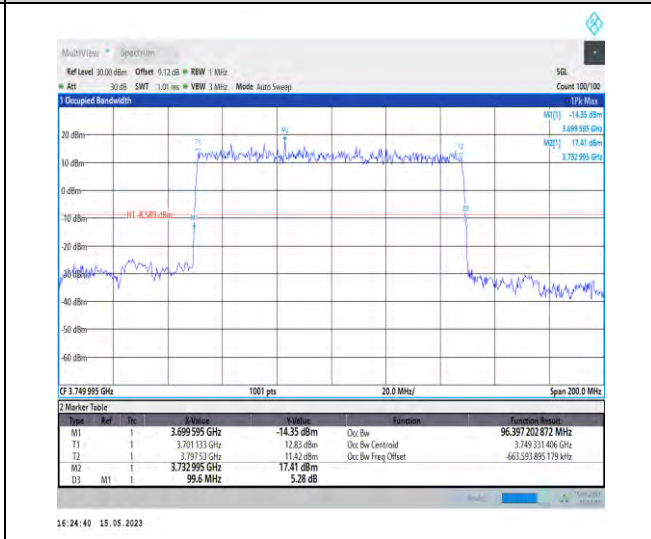 MultiView Spectrum
Ref Level 30.00 dBm Offset 9.12 dB RBW 1 MHz SGL
Att 30 dB SWT 1.01 ms VBW 3 MHz Mode Auto Sweep Count 100/100
1 Occupied Bandwidth 1Pk Max
M1[1] -14.35 dBm
3.699 595 GHz
M2[1] 17.41 dBm
3.732 995 GHz
M2
20 dBm
10 dBm
0 dBm
H1 -8.589 dBm
-10 dBm
-20 dBm
-30 dBm
-40 dBm
-50 dBm
-60 dBm
CF 3.749 995 GHz 1001 pts 20.0 MHz/ Span 200.0 MHz
2 Marker Table
Type Ref Trc X-Value Y-Value Function Function Result
M1 1 3.699 595 GHz -14.35 dBm Occ Bw 96.397 202 872 MHz
T1 1 3.701 133 GHz 12.83 dBm Occ Bw Centroid 3.749 331 406 GHz
T2 1 3.797 53 GHz 11.42 dBm Occ Bw Freq Offset -663.593 895 179 kHz
M2 1 3.732 995 GHz 17.41 dBm
D3 M1 1 99.6 MHz 5.28 dB
16:24:40 15.05.2023